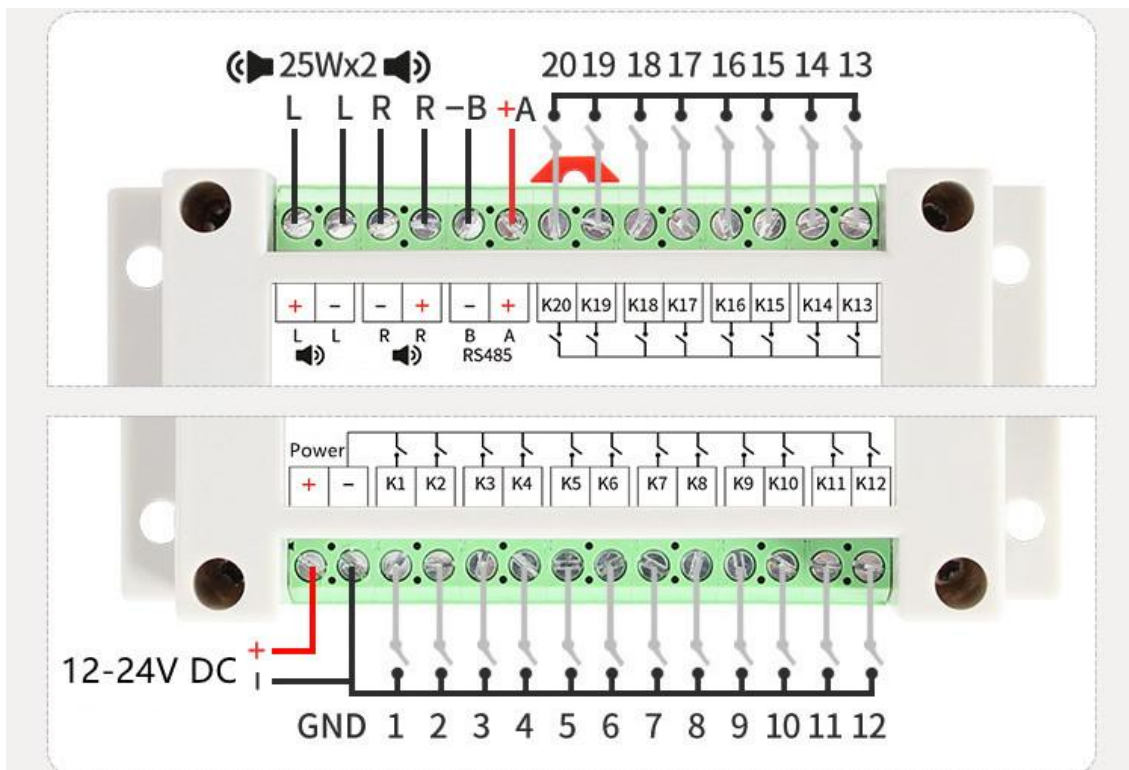 25Wx2
20 19 18 17 16 15 14 13
L L R R -B +A
+ - - + - + K20 K19 K18 K17 K16 K15 K14 K13
L L R R B A
RS485
Power
+ - K1 K2 K3 K4 K5 K6 K7 K8 K9 K10 K11 K12
12-24V DC + -
GND 1 2 3 4 5 6 7 8 9 10 11 12